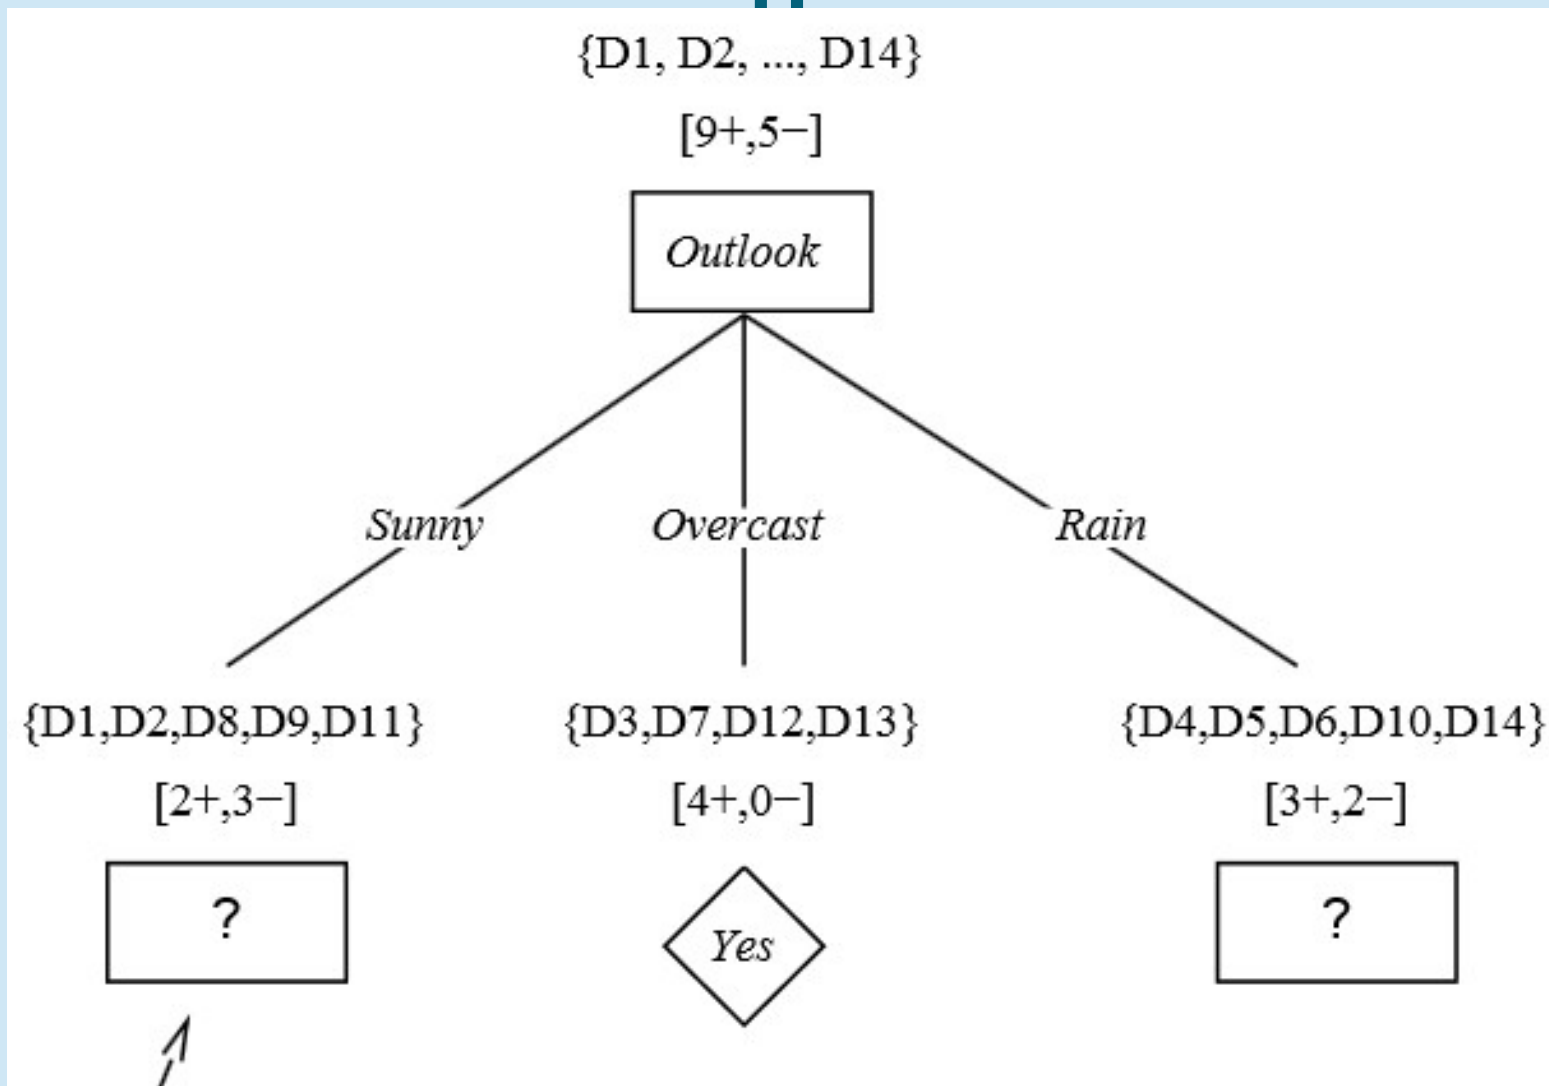 {D1, D2, ..., D14}
[9+,5−]
Outlook
Sunny
Overcast
Rain
{D1,D2,D8,D9,D11}
{D3,D7,D12,D13}
{D4,D5,D6,D10,D14}
[2+,3−]
[4+,0−]
[3+,2−]
?
Yes
?